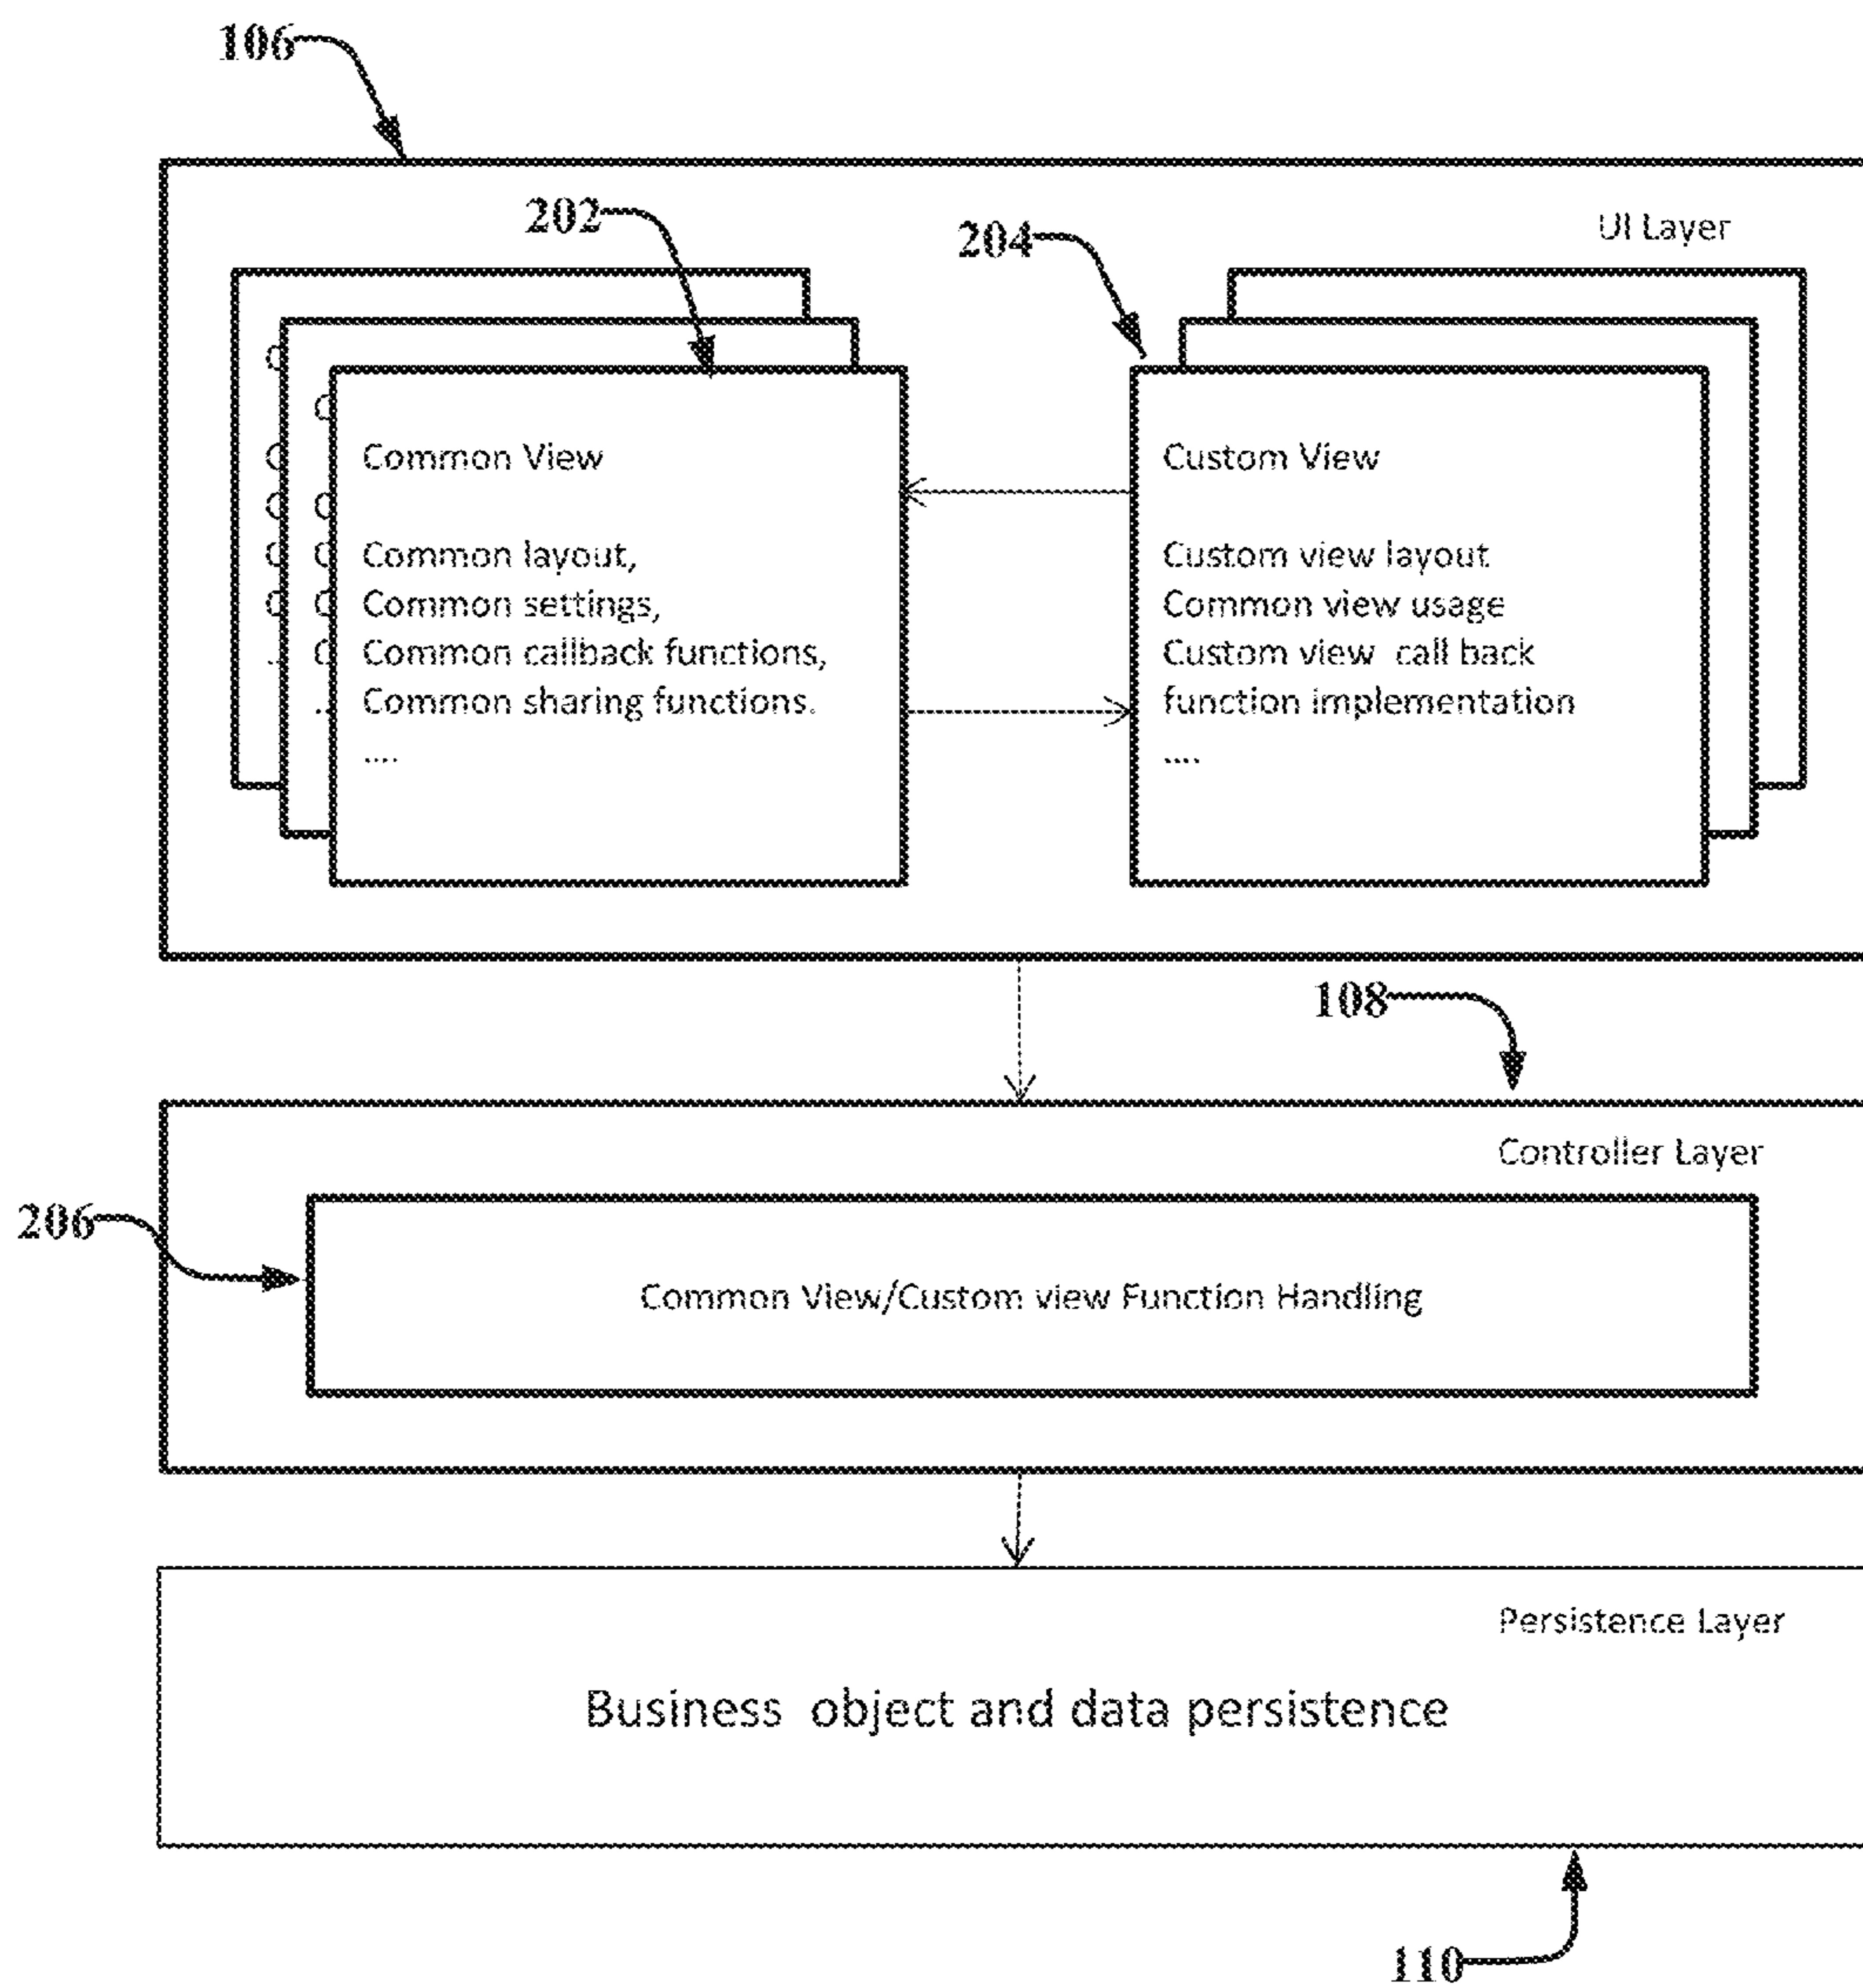 106
UI Layer
202
204
Common View
Common layout,
Common settings,
Common callback functions,
Common sharing functions.
....
Custom View
Custom view layout
Common view usage
Custom view  call back
function implementation
....
108
Controller Layer
206
Common View/Custom view Function Handling
Persistence Layer
Business  object and data persistence
110